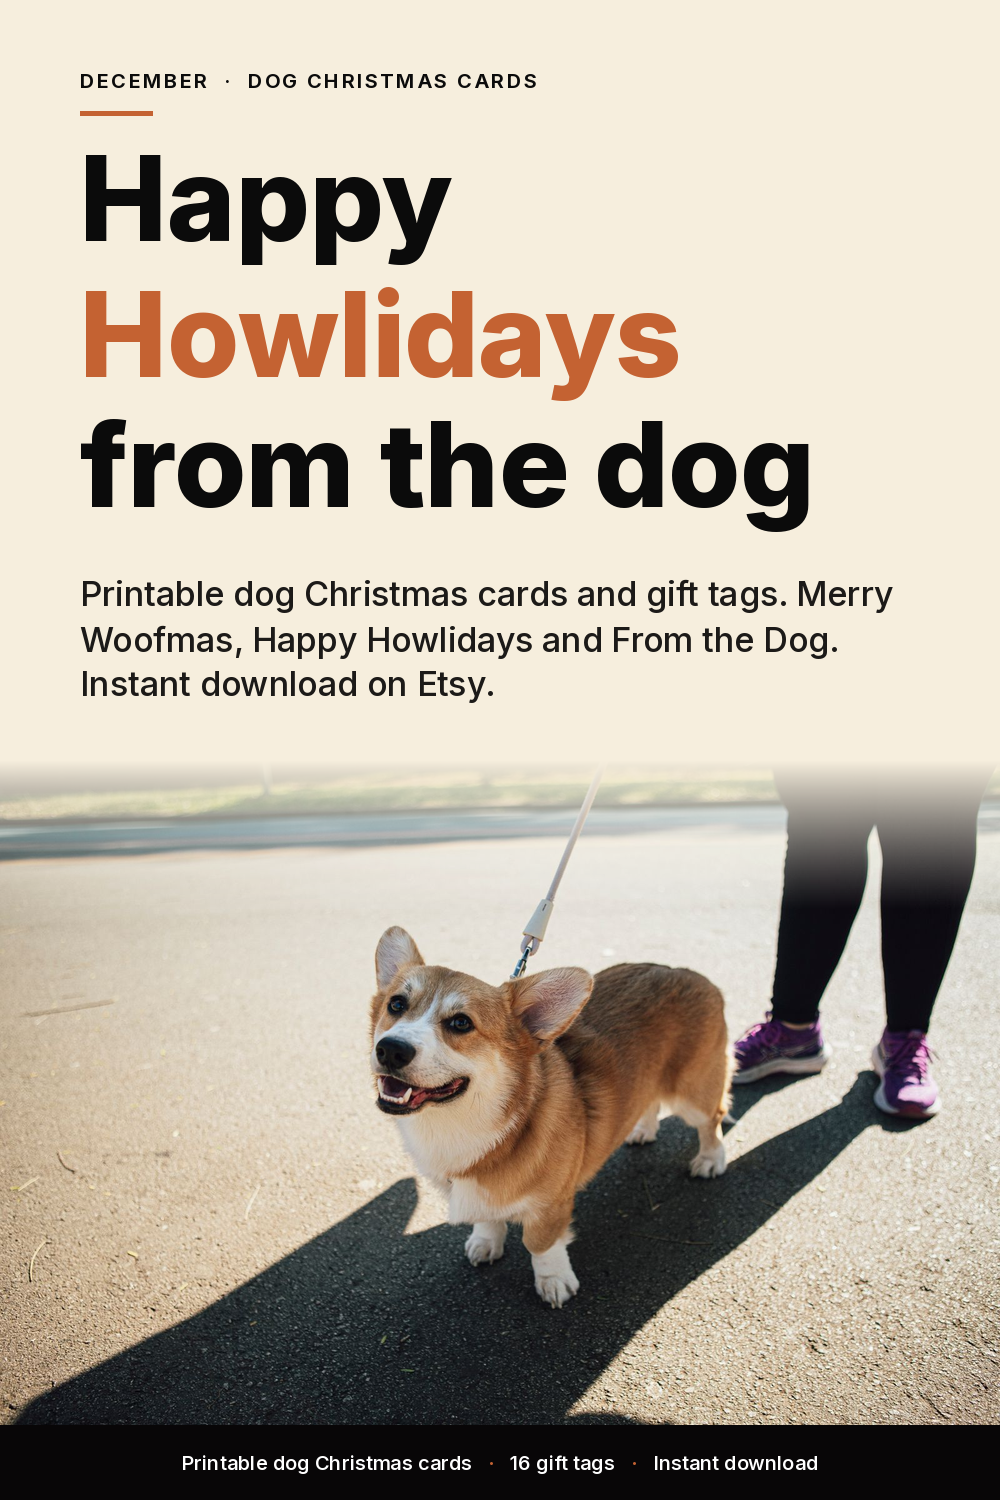 DECEMBER · DOG CHRISTMAS CARDS
Happy
Howlidays
from the dog
Printable dog Christmas cards and gift tags. Merry
Woofmas, Happy Howlidays and From the Dog.
Instant download on Etsy.
Printable dog Christmas cards · 16 gift tags · Instant download